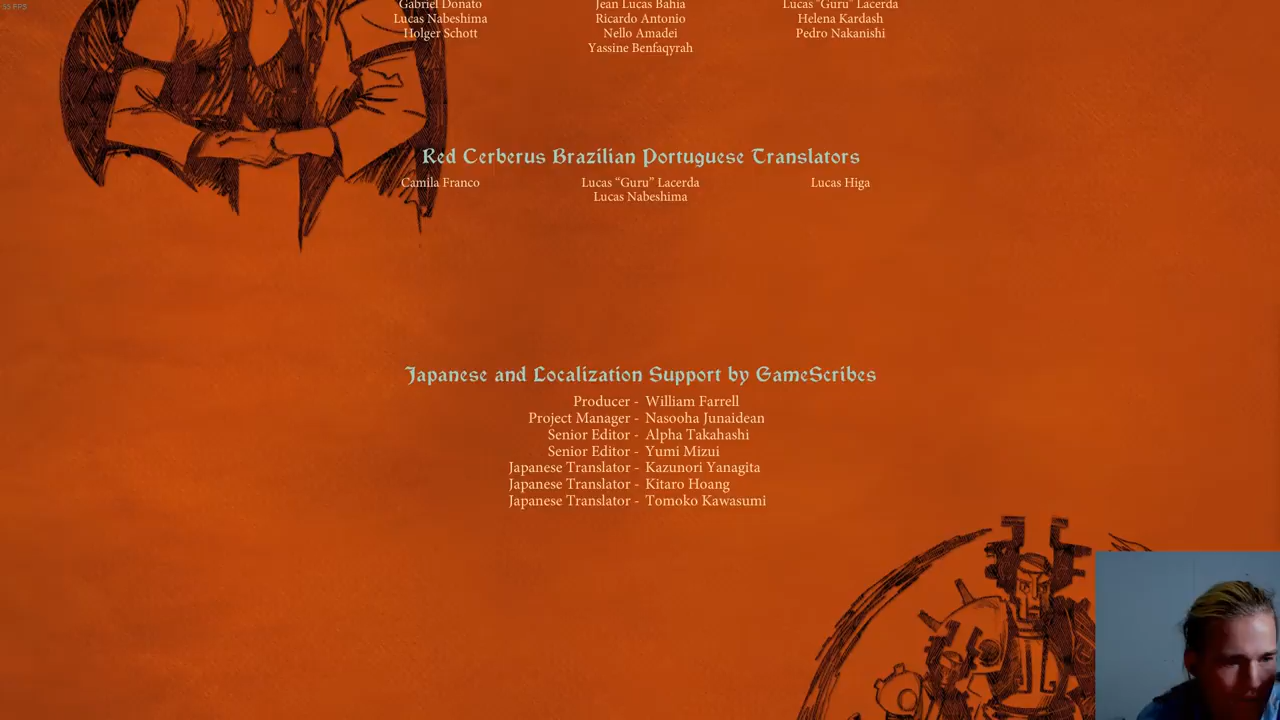 55 FPS
Gabriel Donato Jean Lucas Bahia Lucas "Guru" Lacerda
Lucas Nabeshima Ricardo Antonio Helena Kardash
Holger Schott Nello Amadei Pedro Nakanishi
Yassine Benfaqyrah
Red Cerberus Brazilian Portuguese Translators
Camila Franco Lucas “Guru” Lacerda Lucas Higa
Lucas Nabeshima
Japanese and Localization Support by GameScribes
Producer - William Farrell
Project Manager - Nasooha Junaidean
Senior Editor - Alpha Takahashi
Senior Editor - Yumi Mizui
Japanese Translator - Kazunori Yanagita
Japanese Translator - Kitaro Hoang
Japanese Translator - Tomoko Kawasumi